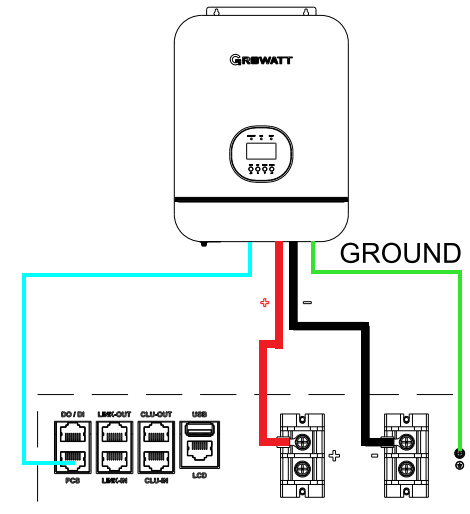 GROWATT
GROUND
+ −
DO / DI LINK-OUT CLU-OUT USB
PCS LINK-IN CLU-IN LCD
+ -